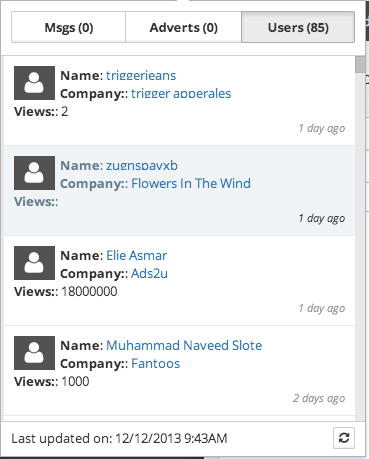 Msgs (0) Adverts (0) Users (85)
Name: triggerjeans
Company:: trigger apperales
Views:: 2
1 day ago
Name: zugnspavxb
Company:: Flowers In The Wind
Views::
1 day ago
Name: Elie Asmar
Company:: Ads2u
Views:: 18000000
1 day ago
Name: Muhammad Naveed Slote
Company:: Fantoos
Views:: 1000
2 days ago
Last updated on: 12/12/2013 9:43AM